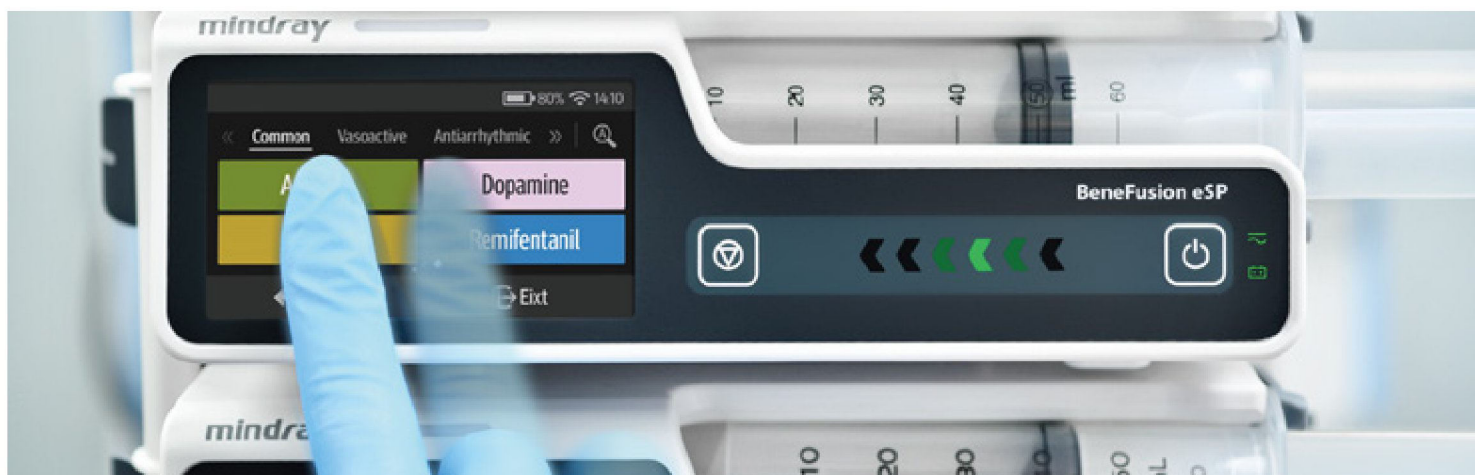 mindray
80% 14:10
« Common Vasoactive Antiarrhythmic »
Dopamine
Remifentanil
Eixt
10 20 30 40 50 ml 60
BeneFusion eSP
mindra
10 20 30